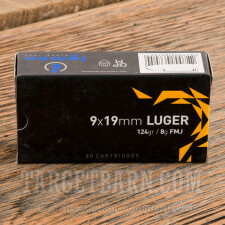 9x19mm LUGER
124gr / 8g FMJ
50 CARTRIDGES
TARGETBARN.COM